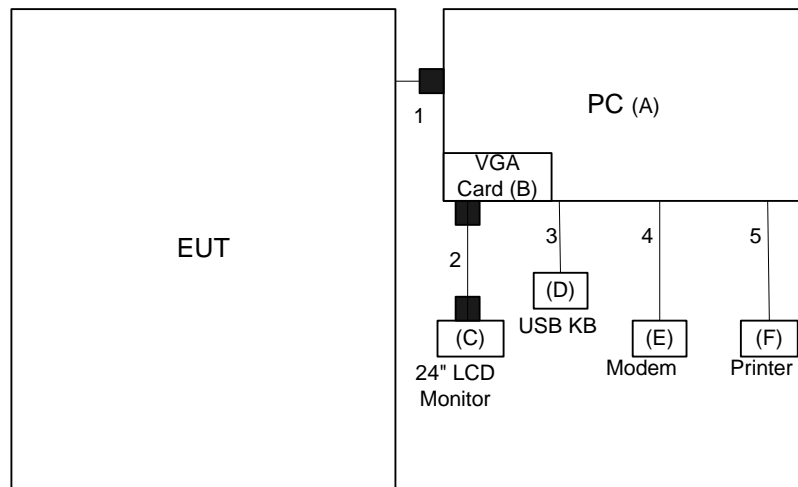 EUT
1
PC (A)
VGA
Card (B)
2
3
4
5
(C)
24" LCD
Monitor
(D)
USB KB
(E)
Modem
(F)
Printer